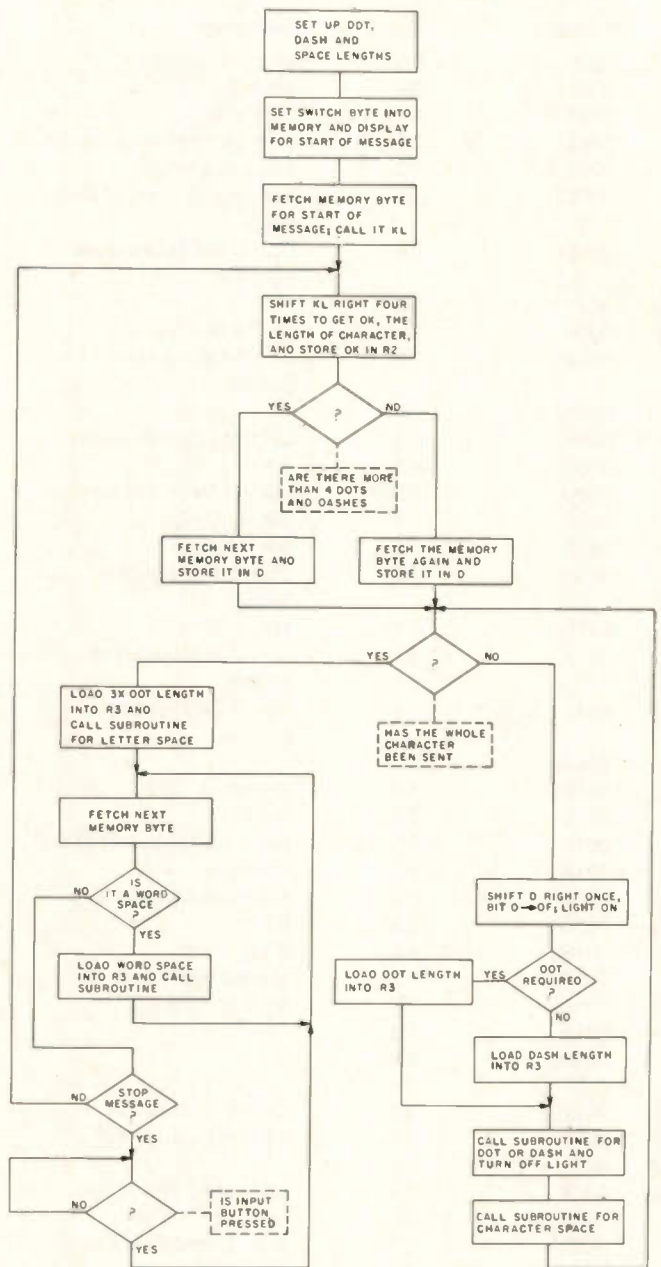 SET UP DOT,
DASH AND
SPACE LENGTHS
SET SWITCH BYTE INTO
MEMORY AND DISPLAY
FOR START OF MESSAGE
FETCH MEMORY BYTE
FOR START OF
MESSAGE; CALL IT KL
SHIFT KL RIGHT FOUR
TIMES TO GET OK, THE
LENGTH OF CHARACTER,
AND STORE OK IN R2
YES
?
NO
ARE THERE MORE
THAN 4 DOTS
AND DASHES
FETCH NEXT
MEMORY BYTE AND
STORE IT IN D
FETCH THE MEMORY
BYTE AGAIN AND
STORE IT IN D
YES
?
NO
HAS THE WHOLE
CHARACTER
BEEN SENT
LOAD 3X DOT LENGTH
INTO R3 AND
CALL SUBROUTINE
FOR LETTER SPACE
FETCH NEXT
MEMORY BYTE
NO
IS
IT A WORD
SPACE
?
YES
LOAD WORD SPACE
INTO R3 AND CALL
SUBROUTINE
NO
STOP
MESSAGE
?
YES
NO
?
YES
IS INPUT
BUTTON
PRESSED
SHIFT D RIGHT ONCE,
BIT O→DF; LIGHT ON
LOAD DOT LENGTH
INTO R3
YES
DOT
REQUIRED
?
NO
LOAD DASH LENGTH
INTO R3
CALL SUBROUTINE FOR
DOT OR DASH AND
TURN OFF LIGHT
CALL SUBROUTINE FOR
CHARACTER SPACE